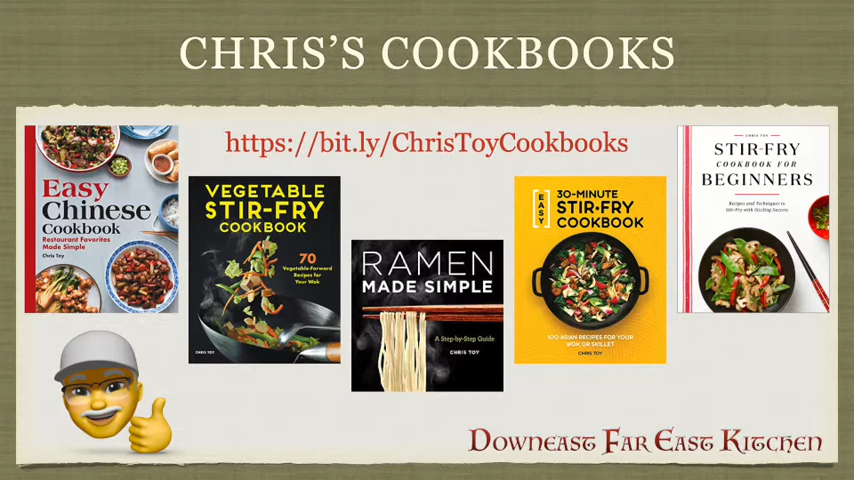 CHRIS'S COOKBOOKS
https://bit.ly/ChrisToyCookbooks
Easy
Chinese
Cookbook
Restaurant Favorites
Made Simple
Chris Toy
VEGETABLE
STIR-FRY
COOKBOOK
70
Vegetable-Forward
Recipes for
Your Wok
CHRIS TOY
RAMEN
MADE SIMPLE
A Step-by-Step Guide
CHRIS TOY
EASY
30-MINUTE
STIR-FRY
COOKBOOK
100 ASIAN RECIPES FOR YOUR
WOK OR SKILLET
CHRIS TOY
CHRIS TOY
STIR-FRY
COOKBOOK FOR
BEGINNERS
Recipes and Techniques to
Stir-Fry with Sizzling Success
Downeast Far East Kitchen